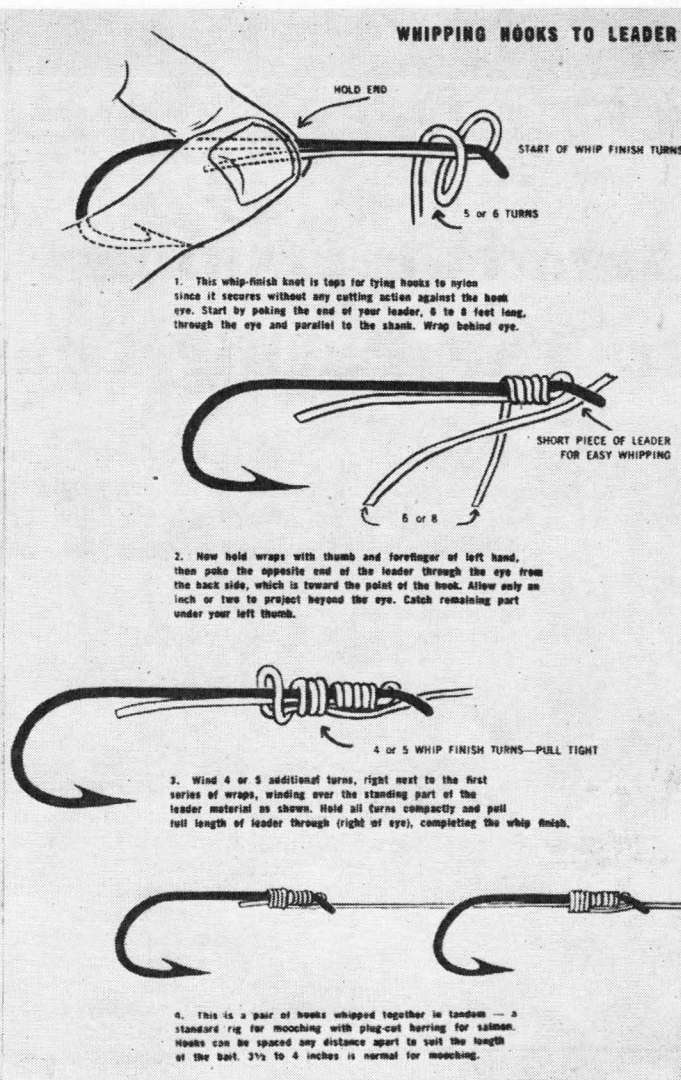 WHIPPING HOOKS TO LEADER
HOLD END
START OF WHIP FINISH TURNS
5 or 6 TURNS
1. This whip-finish knot is tops for tying hooks to nylon
since it secures without any cutting action against the hook
eye. Start by poking the end of your leader, 6 to 8 feet long,
through the eye and parallel to the shank. Wrap behind eye.
SHORT PIECE OF LEADER
FOR EASY WHIPPING
6 or 8
2. Now hold wraps with thumb and forefinger of left hand,
then poke the opposite end of the leader through the eye from
the back side, which is toward the point of the hook. Allow only an
inch or two to project beyond the eye. Catch remaining part
under your left thumb.
4 or 5 WHIP FINISH TURNS—PULL TIGHT
3. Wind 4 or 5 additional turns, right next to the first
series of wraps, winding over the standing part of the
leader material as shown. Hold all turns compactly and pull
full length of leader through (right of eye), completing the whip finish.
4. This is a pair of hooks whipped together in tandem — a
standard rig for mooching with plug-cut herring for salmon.
Hooks can be spaced any distance apart to suit the length
of the bait. 3½ to 4 inches is normal for mooching.